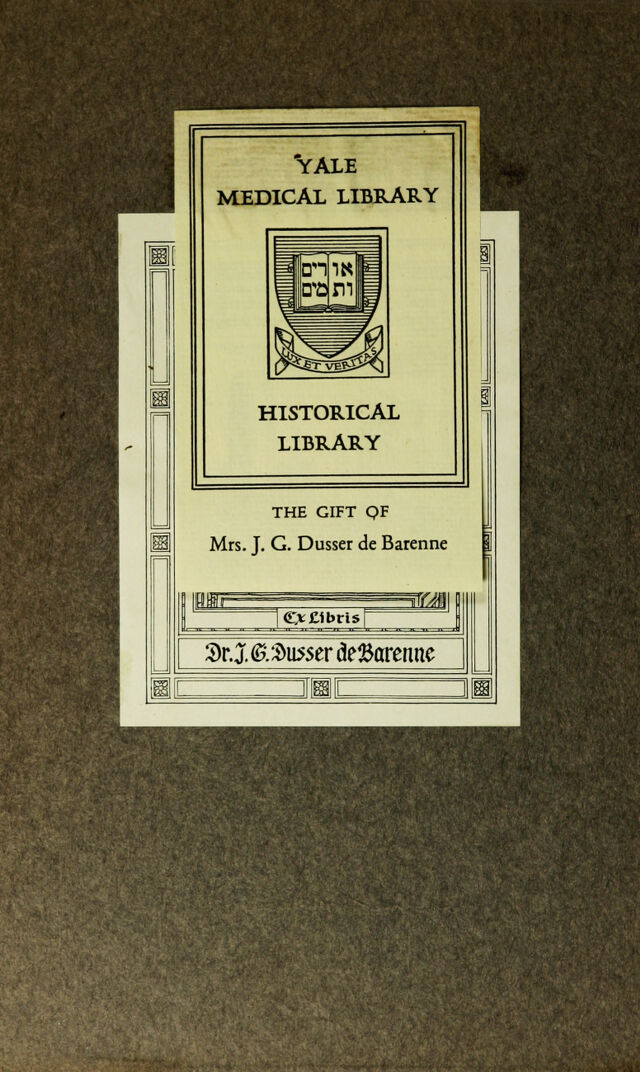 YALE
MEDICAL LIBRARY
אורים
ותמים
LUX ET VERITAS
HISTORICAL
LIBRARY
THE GIFT OF
Mrs. J. G. Dusser de Barenne
Ex Libris
Dr. J. G. Dusser de Barenne